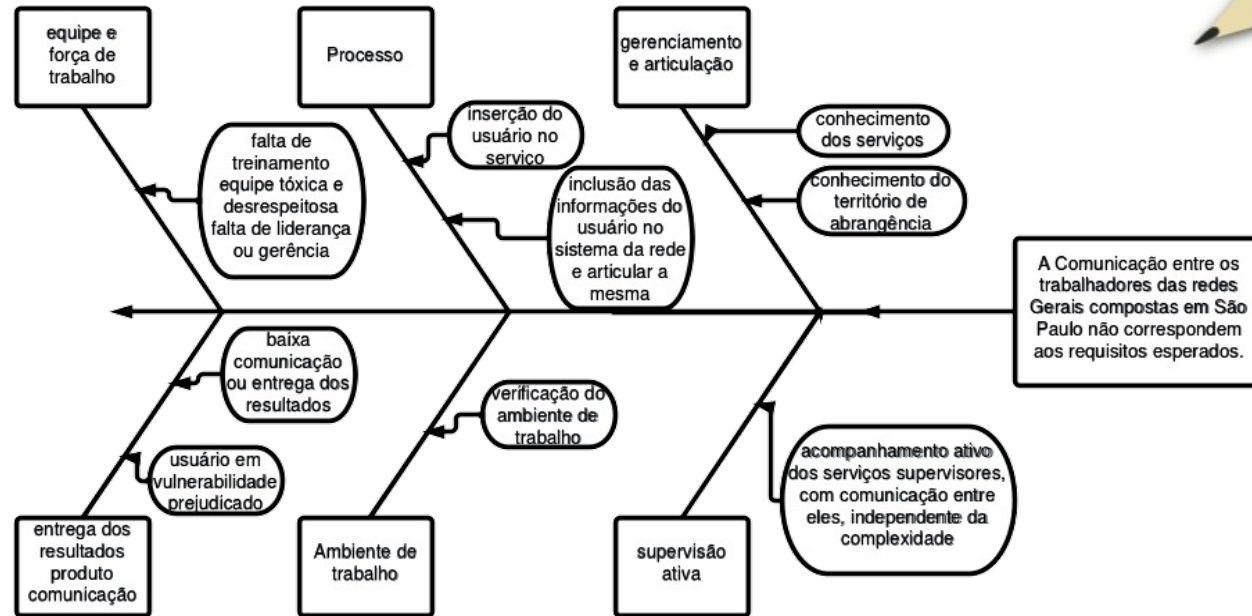 equipe e
força de
trabalho
Processo
gerenciamento
e articulação
falta de
treinamento
equipe tóxica e
desrespeitosa
falta de liderança
ou gerência
inserção do
usuário no
serviço
inclusão das
informações do
usuário no
sistema da rede
e articular a
mesma
conhecimento
dos serviços
conhecimento do
território de
abrangência
A Comunicação entre os
trabalhadores das redes
Gerais compostas em São
Paulo não correspondem
aos requisitos esperados.
baixa
comunicação
ou entrega dos
resultados
usuário em
vulnerabilidade
prejudicado
verificação do
ambiente de
trabalho
acompanhamento ativo
dos serviços supervisores,
com comunicação entre
eles, independente da
complexidade
entrega dos
resultados
produto
comunicação
Ambiente de
trabalho
supervisão
ativa